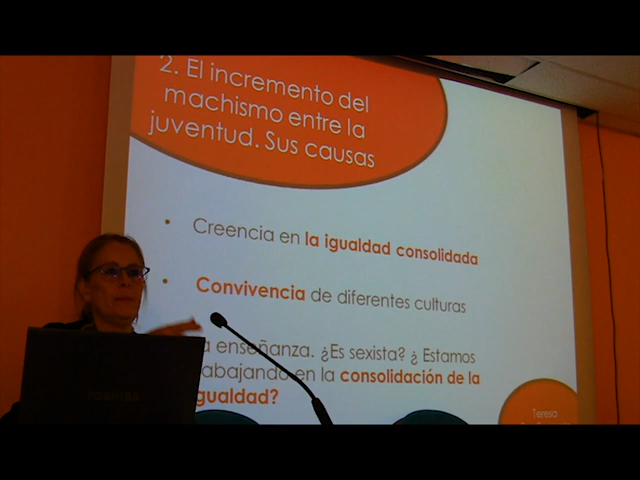 2. El incremento del
machismo entre la
juventud. Sus causas
• Creencia en la igualdad consolidada
• Convivencia de diferentes culturas
a enseñanza. ¿Es sexista? ¿ Estamos
abajando en la consolidación de la
gualdad?
Teresa
TOSHIBA